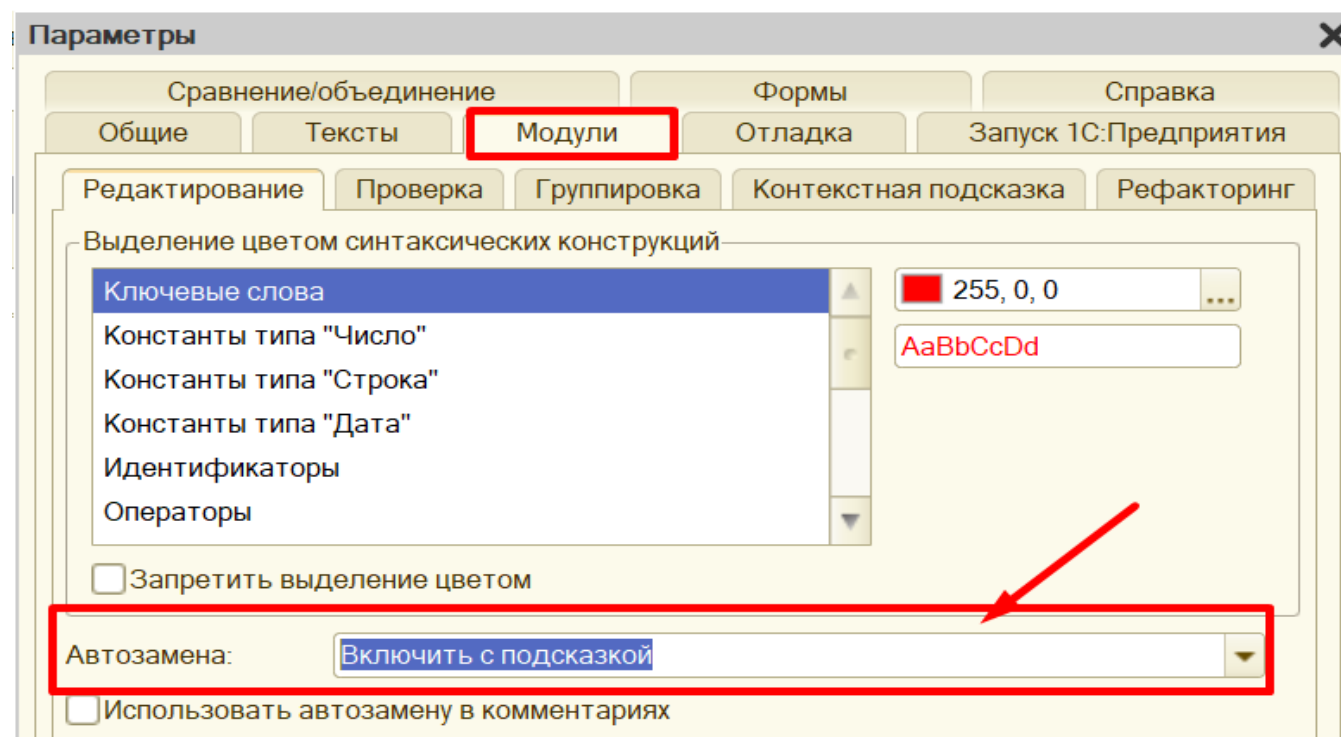 Параметры
Сравнение/объединение Формы Справка
Общие Тексты Модули Отладка Запуск 1С:Предприятия
Редактирование Проверка Группировка Контекстная подсказка Рефакторинг
Выделение цветом синтаксических конструкций
Ключевые слова 255, 0, 0
Константы типа "Число" AaBbCcDd
Константы типа "Строка"
Константы типа "Дата"
Идентификаторы
Операторы
Запретить выделение цветом
Автозамена: Включить с подсказкой
Использовать автозамену в комментариях